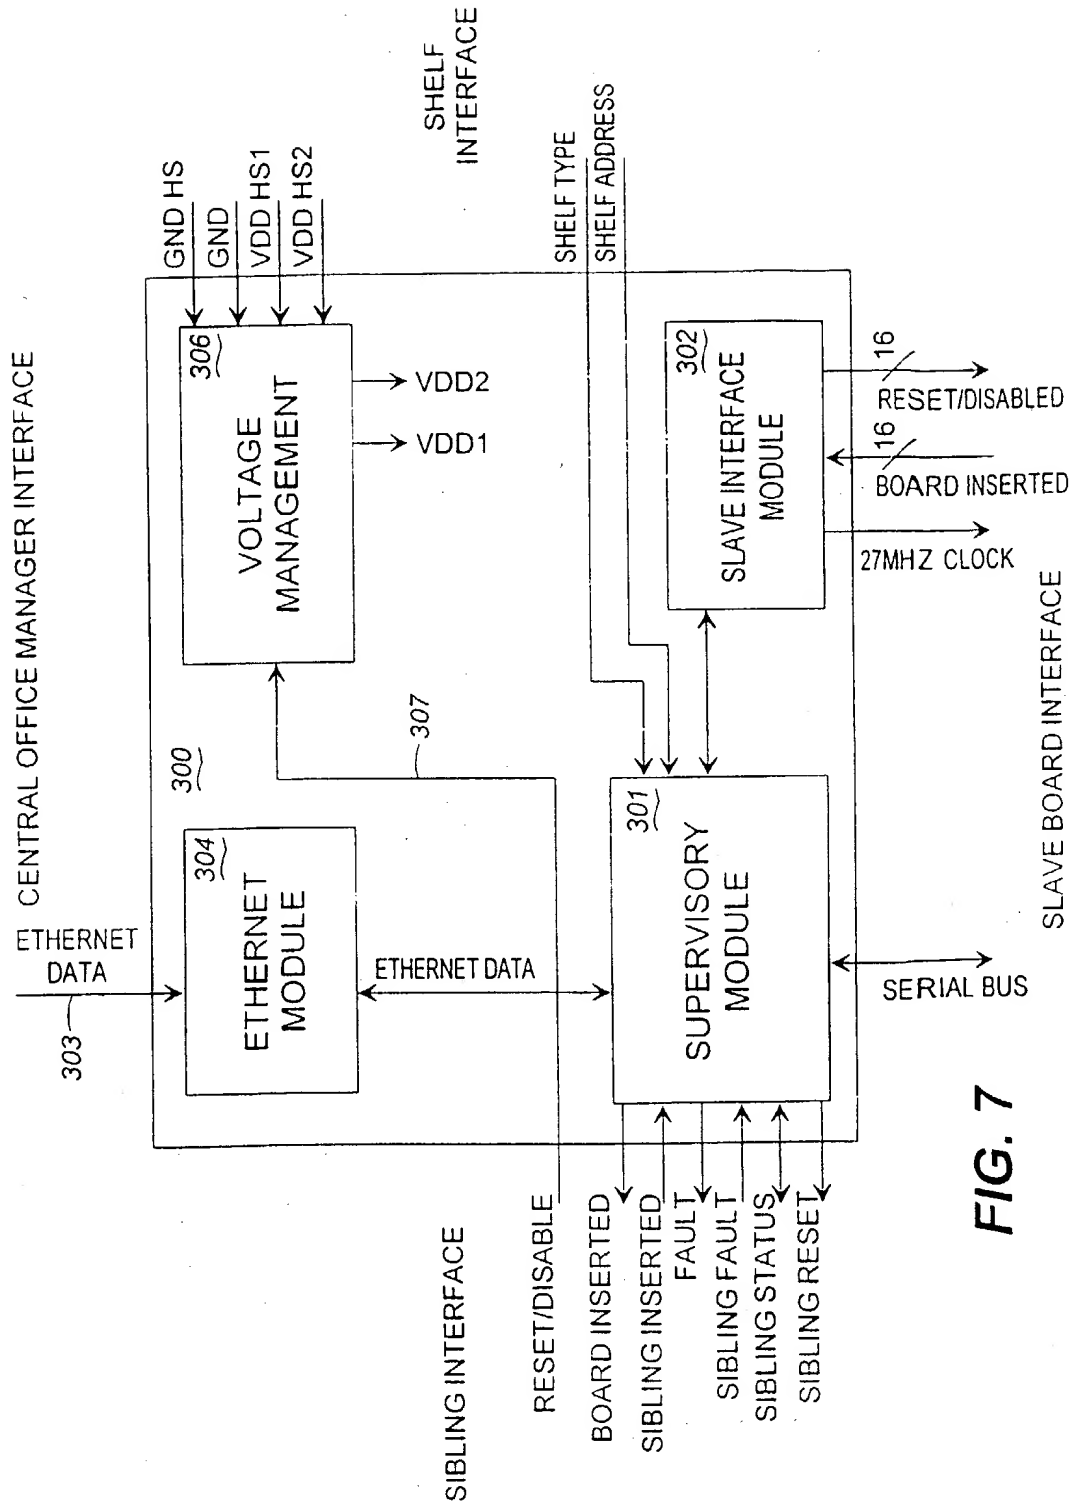 CENTRAL OFFICE MANAGER INTERFACE
ETHERNET
DATA
303
300
304
ETHERNET
MODULE
306
VOLTAGE
MANAGEMENT
GND HS
GND
VDD HS1
VDD HS2
VDD2
VDD1
SHELF
INTERFACE
SHELF TYPE
SHELF ADDRESS
307
ETHERNET DATA
SIBLING INTERFACE
RESET/DISABLE
BOARD INSERTED
SIBLING INSERTED
FAULT
SIBLING FAULT
SIBLING STATUS
SIBLING RESET
301
SUPERVISORY
MODULE
302
SLAVE INTERFACE
MODULE
16
RESET/DISABLED
16
BOARD INSERTED
27MHZ CLOCK
SERIAL BUS
SLAVE BOARD INTERFACE
FIG. 7